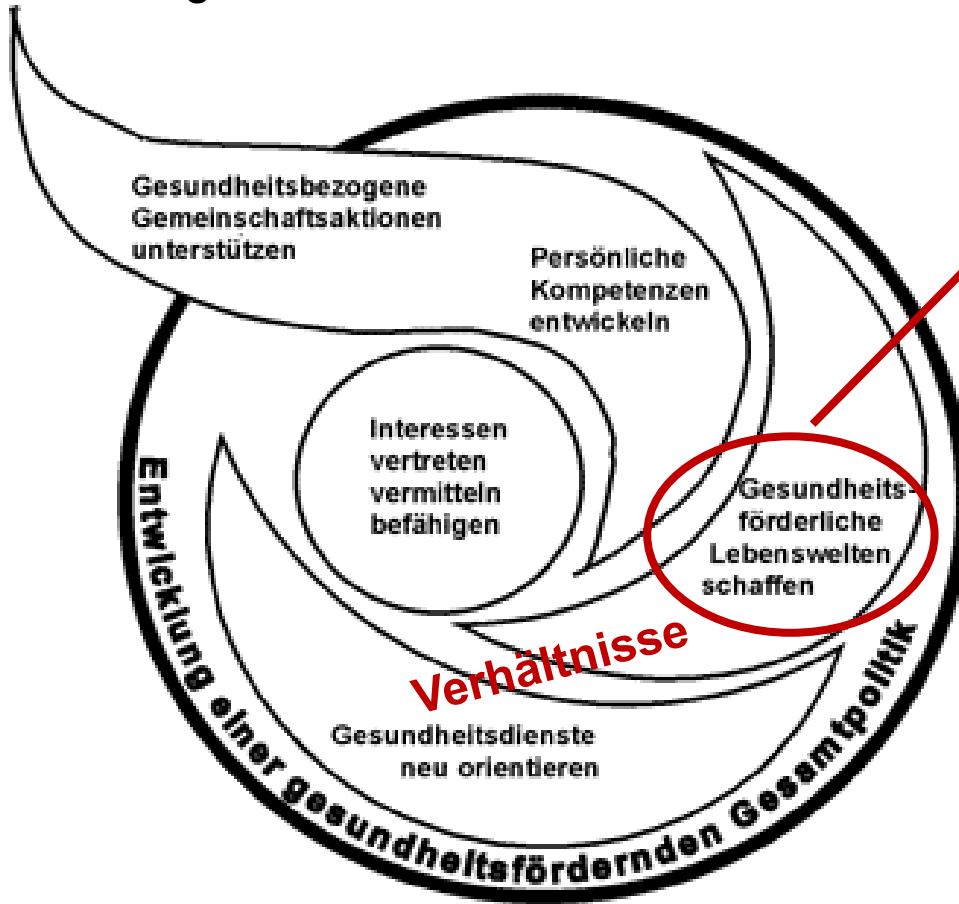 Gesundheitsbezogene
Gemeinschaftsaktionen
unterstützen
Persönliche
Kompetenzen
entwickeln
Interessen
vertreten
vermitteln
befähigen
Gesundheits-
förderliche
Lebenswelten
schaffen
Verhältnisse
Gesundheitsdienste
neu orientieren
Entwicklung einer gesundheitsfördernden Gesamtpolitik